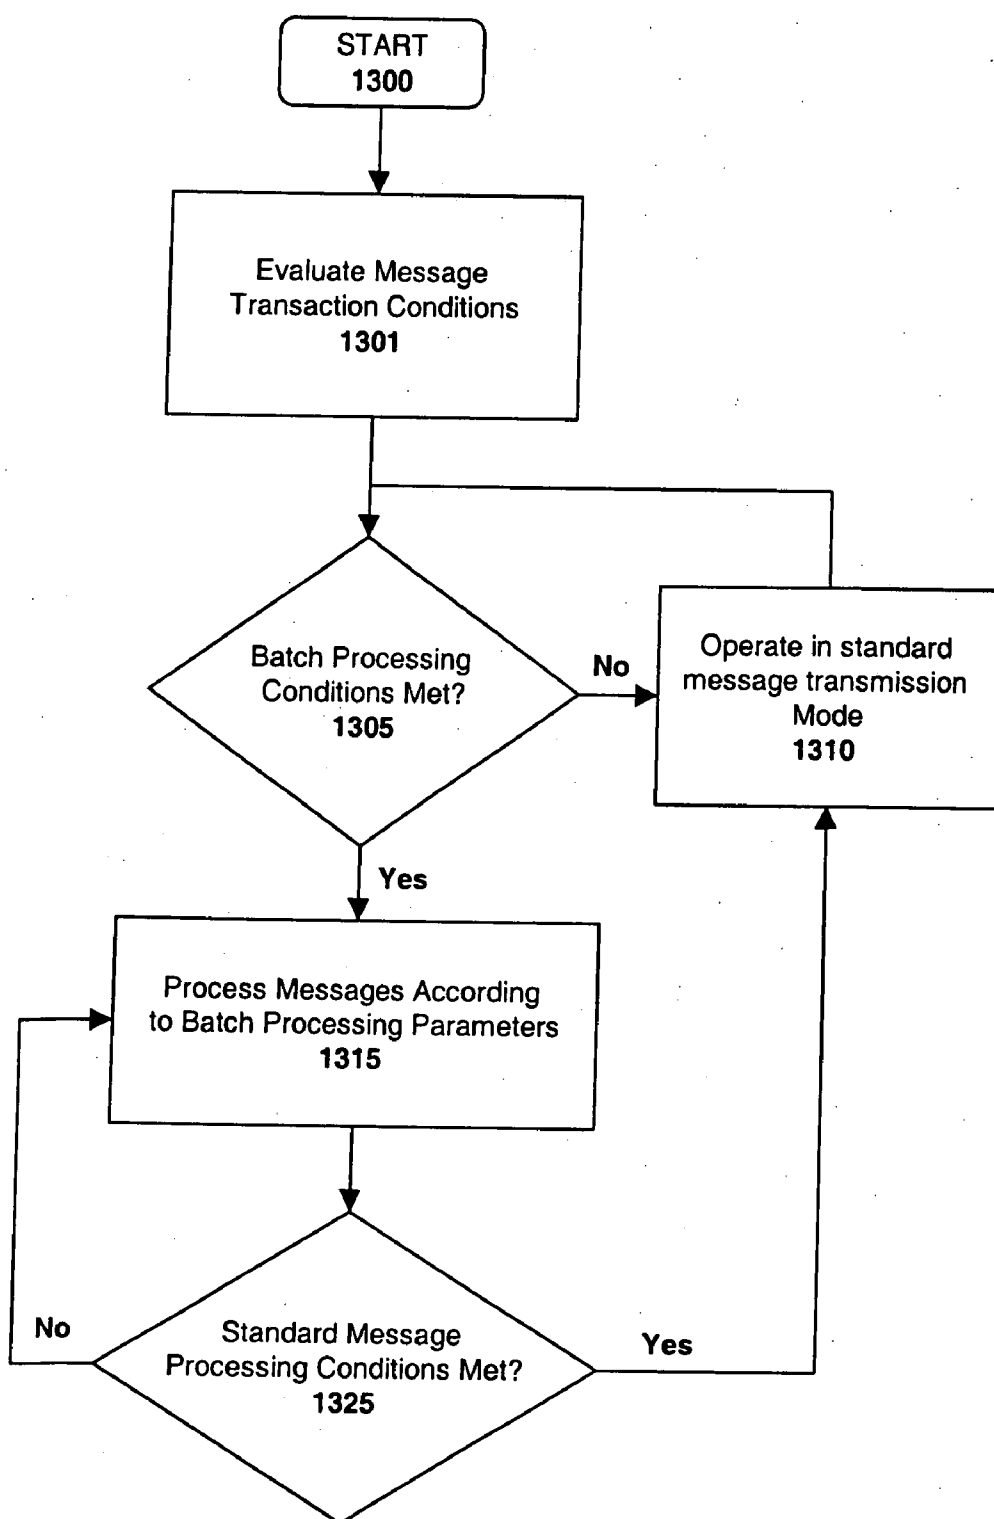 START
1300
Evaluate Message
Transaction Conditions
1301
Batch Processing
Conditions Met?
1305
No
Operate in standard
message transmission
Mode
1310
Yes
Process Messages According
to Batch Processing Parameters
1315
No
Standard Message
Processing Conditions Met?
1325
Yes